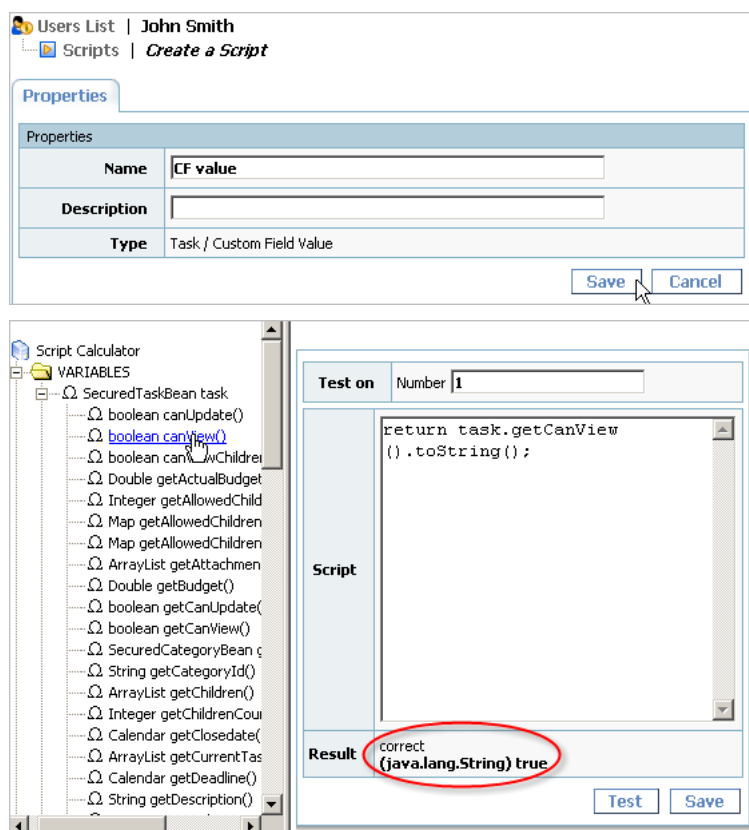 Users List | John Smith
Scripts | Create a Script
Properties
Properties
Name CF value
Description
Type Task / Custom Field Value
Save Cancel
Script Calculator
VARIABLES
Ω SecuredTaskBean task
Ω boolean canUpdate()
Ω boolean canView()
Ω boolean
Ω Double getActualBudget
Ω Integer getAllowedChild
Ω Map getAllowedChildren
Ω Map getAllowedChildren
Ω ArrayList getAttachmen
Ω Double getBudget()
Ω boolean getCanUpdate(
Ω boolean getCanView()
Ω SecuredCategoryBean g
Ω String getCategoryId()
Ω ArrayList getChildren()
Ω Integer getChildrenCour
Ω Calendar getClosedate(
Ω ArrayList getCurrentTas
Ω Calendar getDeadline()
Ω String getDescription()
Test on Number 1
Script
return task.getCanView
().toString();
Result correct
(java.lang.String) true
Test Save